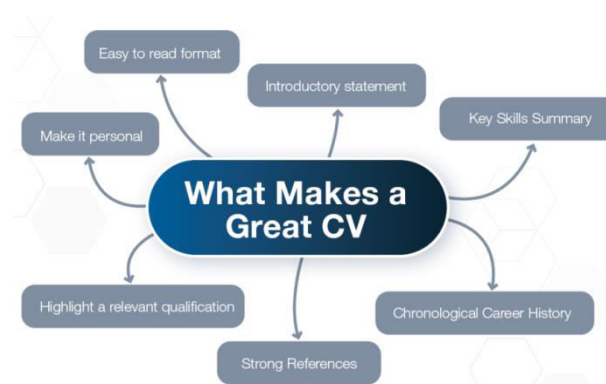 Easy to read format
Introductory statement
Key Skills Summary
Make it personal
What Makes a
Great CV
Highlight a relevant qualification
Chronological Career History
Strong References